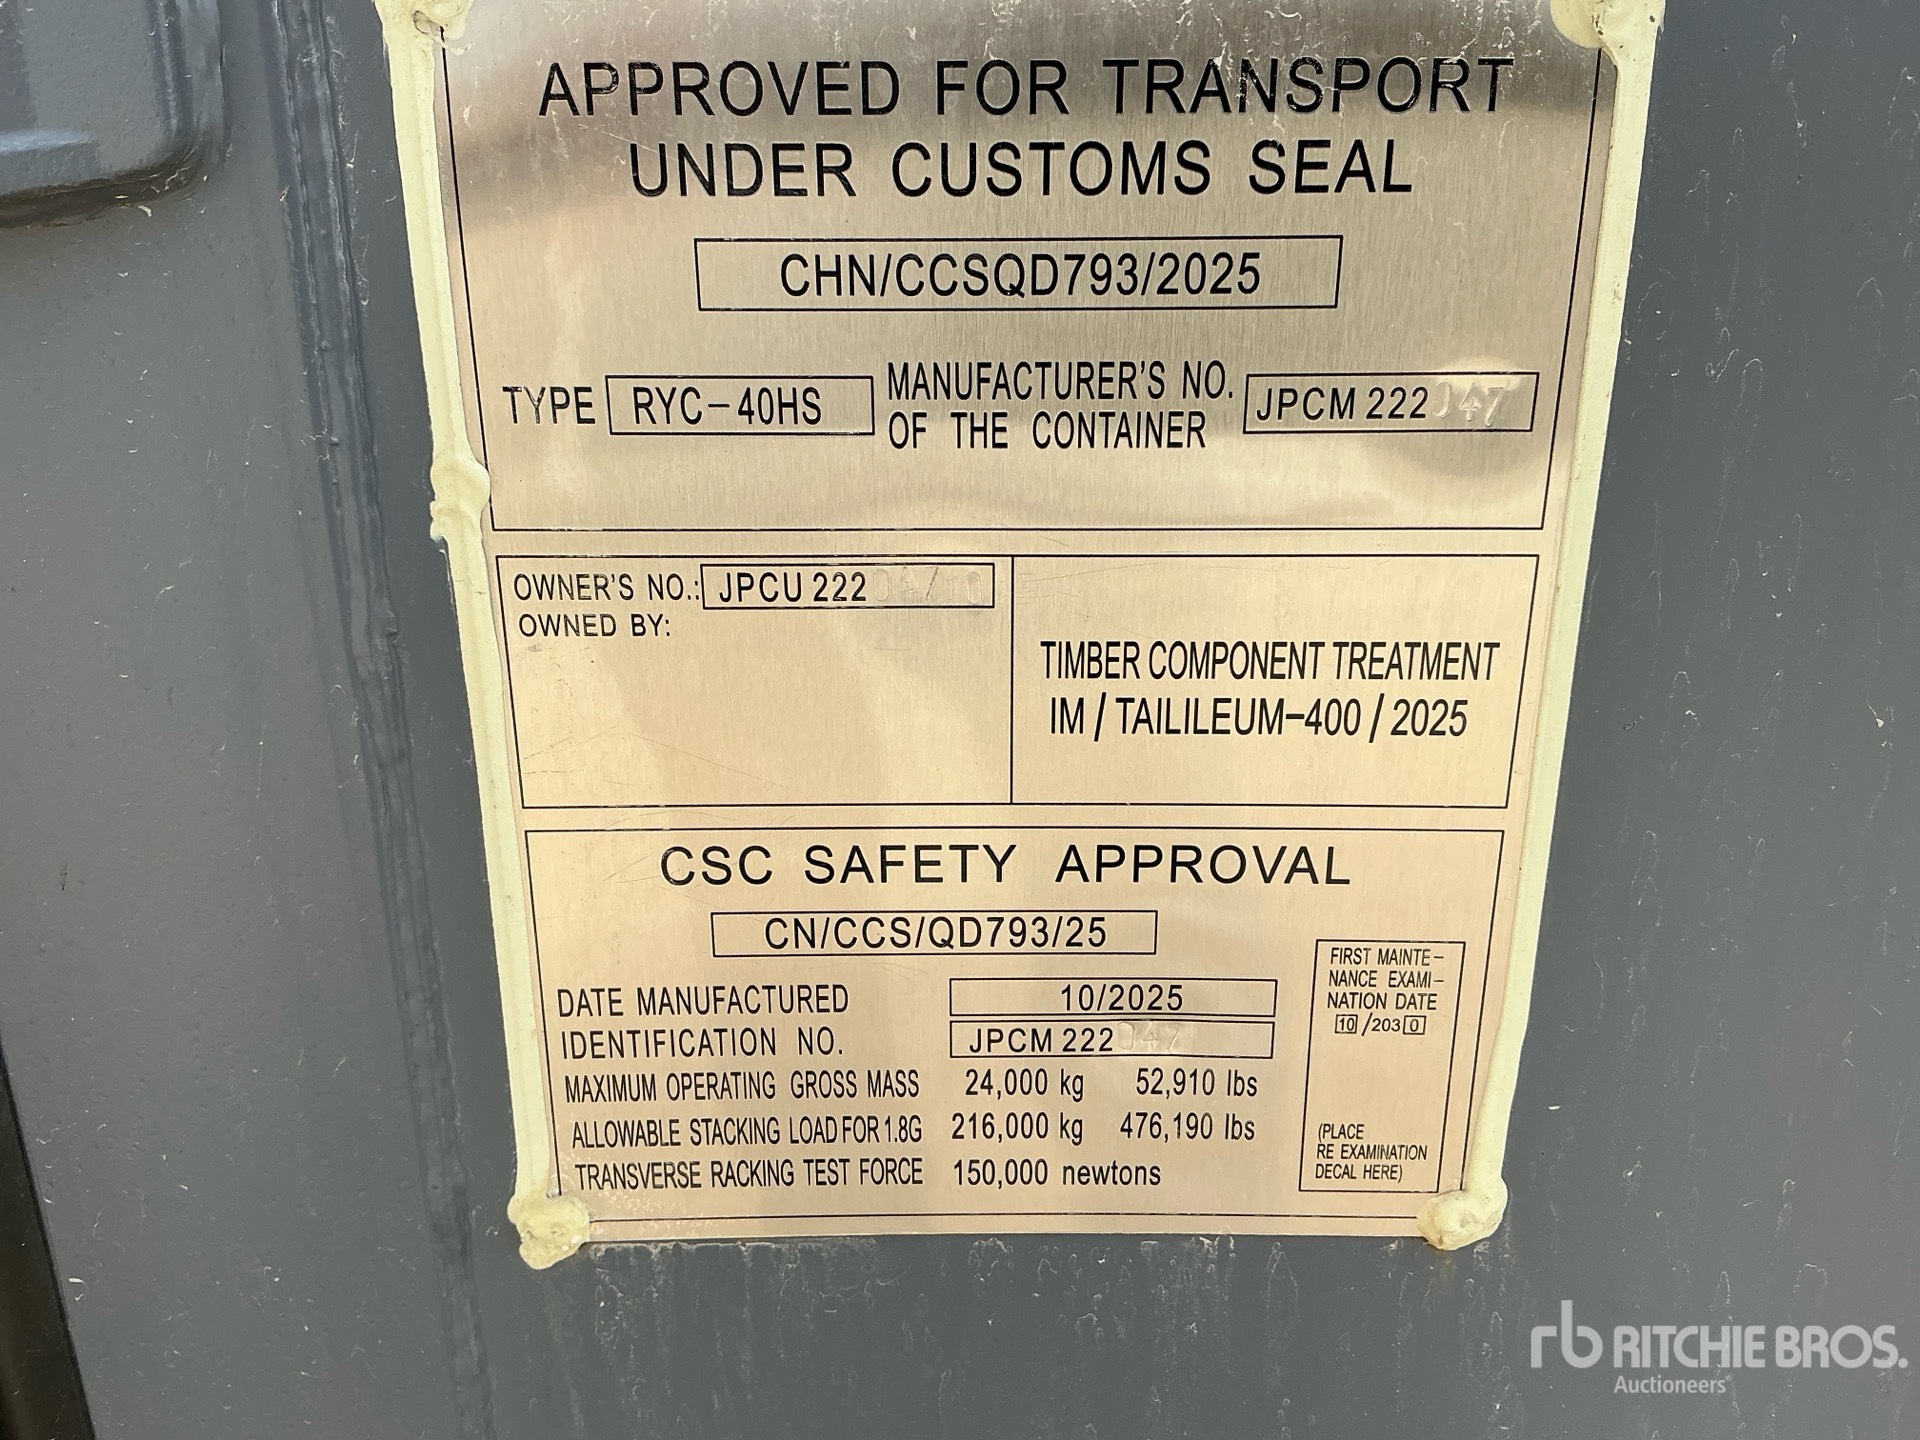 APPROVED FOR TRANSPORT
UNDER CUSTOMS SEAL
CHN/CCSQD793/2025
TYPE RYC-40HS MANUFACTURER'S NO. OF THE CONTAINER JPCM 222047
OWNER'S NO.: JPCU 222
OWNED BY:
TIMBER COMPONENT TREATMENT
IM / TAILILEUM-400 / 2025
CSC SAFETY APPROVAL
CN/CCS/QD793/25
DATE MANUFACTURED 10/2025
IDENTIFICATION NO. JPCM 222047
MAXIMUM OPERATING GROSS MASS 24,000 kg 52,910 lbs
ALLOWABLE STACKING LOAD FOR 1.8G 216,000 kg 476,190 lbs
TRANSVERSE RACKING TEST FORCE 150,000 newtons
FIRST MAINTE-
NANCE EXAMI-
NATION DATE
10/2030
(PLACE
RE EXAMINATION
DECAL HERE)
rb RITCHIE BROS.
Auctioneers